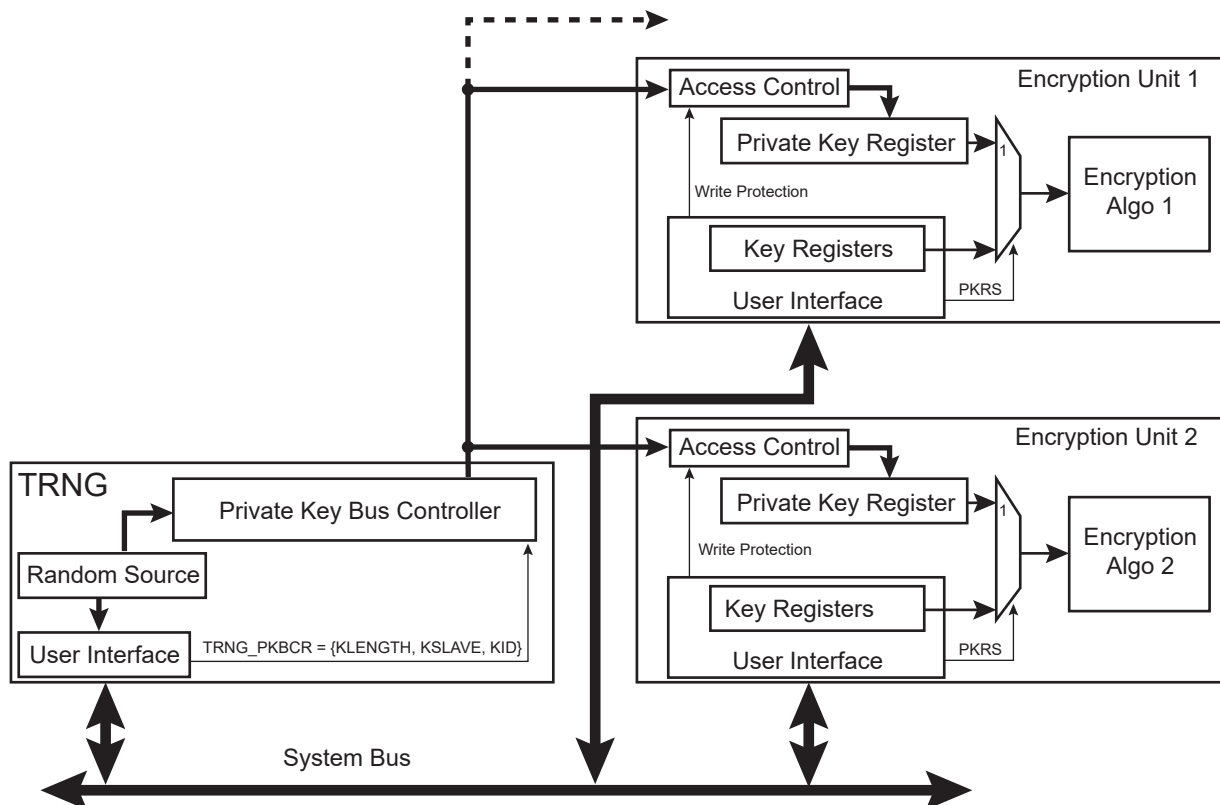 Encryption Unit 1
Access Control
Private Key Register
1
Encryption
Algo 1
Write Protection
Key Registers
User Interface
PKRS
Encryption Unit 2
Access Control
Private Key Register
1
Encryption
Algo 2
Write Protection
Key Registers
User Interface
PKRS
TRNG
Private Key Bus Controller
Random Source
User Interface
TRNG_PKBCR = {KLENGTH, KSLAVE, KID}
System Bus